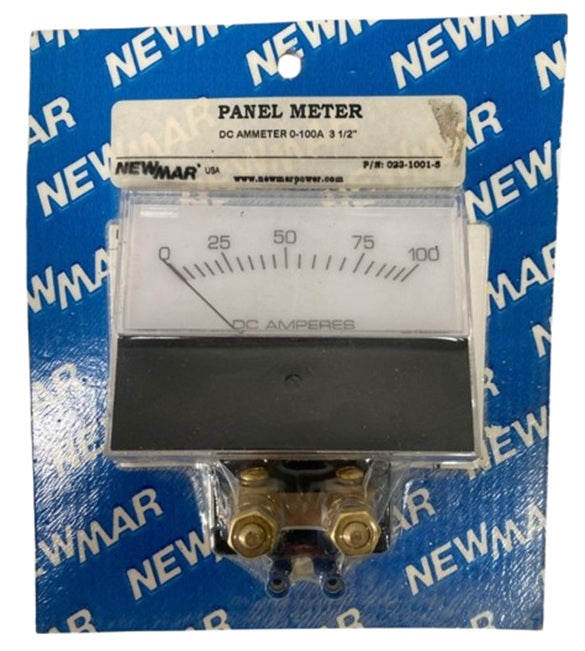 NEWMAR NEWMAR NEWMAR
PANEL METER
DC AMMETER 0-100A 3 1/2"
NEWMAR USA
P/N: 023-1001-5
www.newmarpower.com
0 25 50 75 100
DC AMPERES
NEWMAR
NEWMAR
NEWMAR
NEWMAR